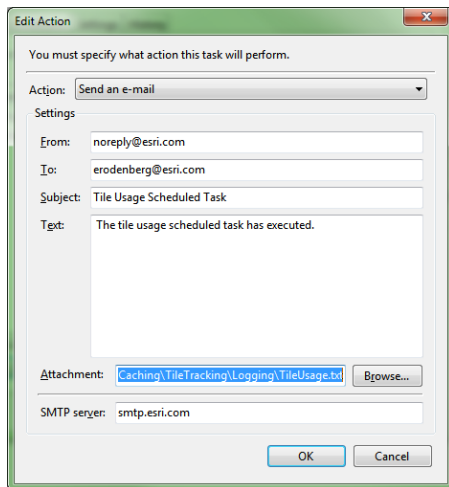 Edit Action
You must specify what action this task will perform.
Action: Send an e-mail
Settings
From: noreply@esri.com
To: erodenberg@esri.com
Subject: Tile Usage Scheduled Task
Text: The tile usage scheduled task has executed.
Attachment: Caching\TileTracking\Logging\TileUsage.txt Browse...
SMTP server: smtp.esri.com
OK Cancel